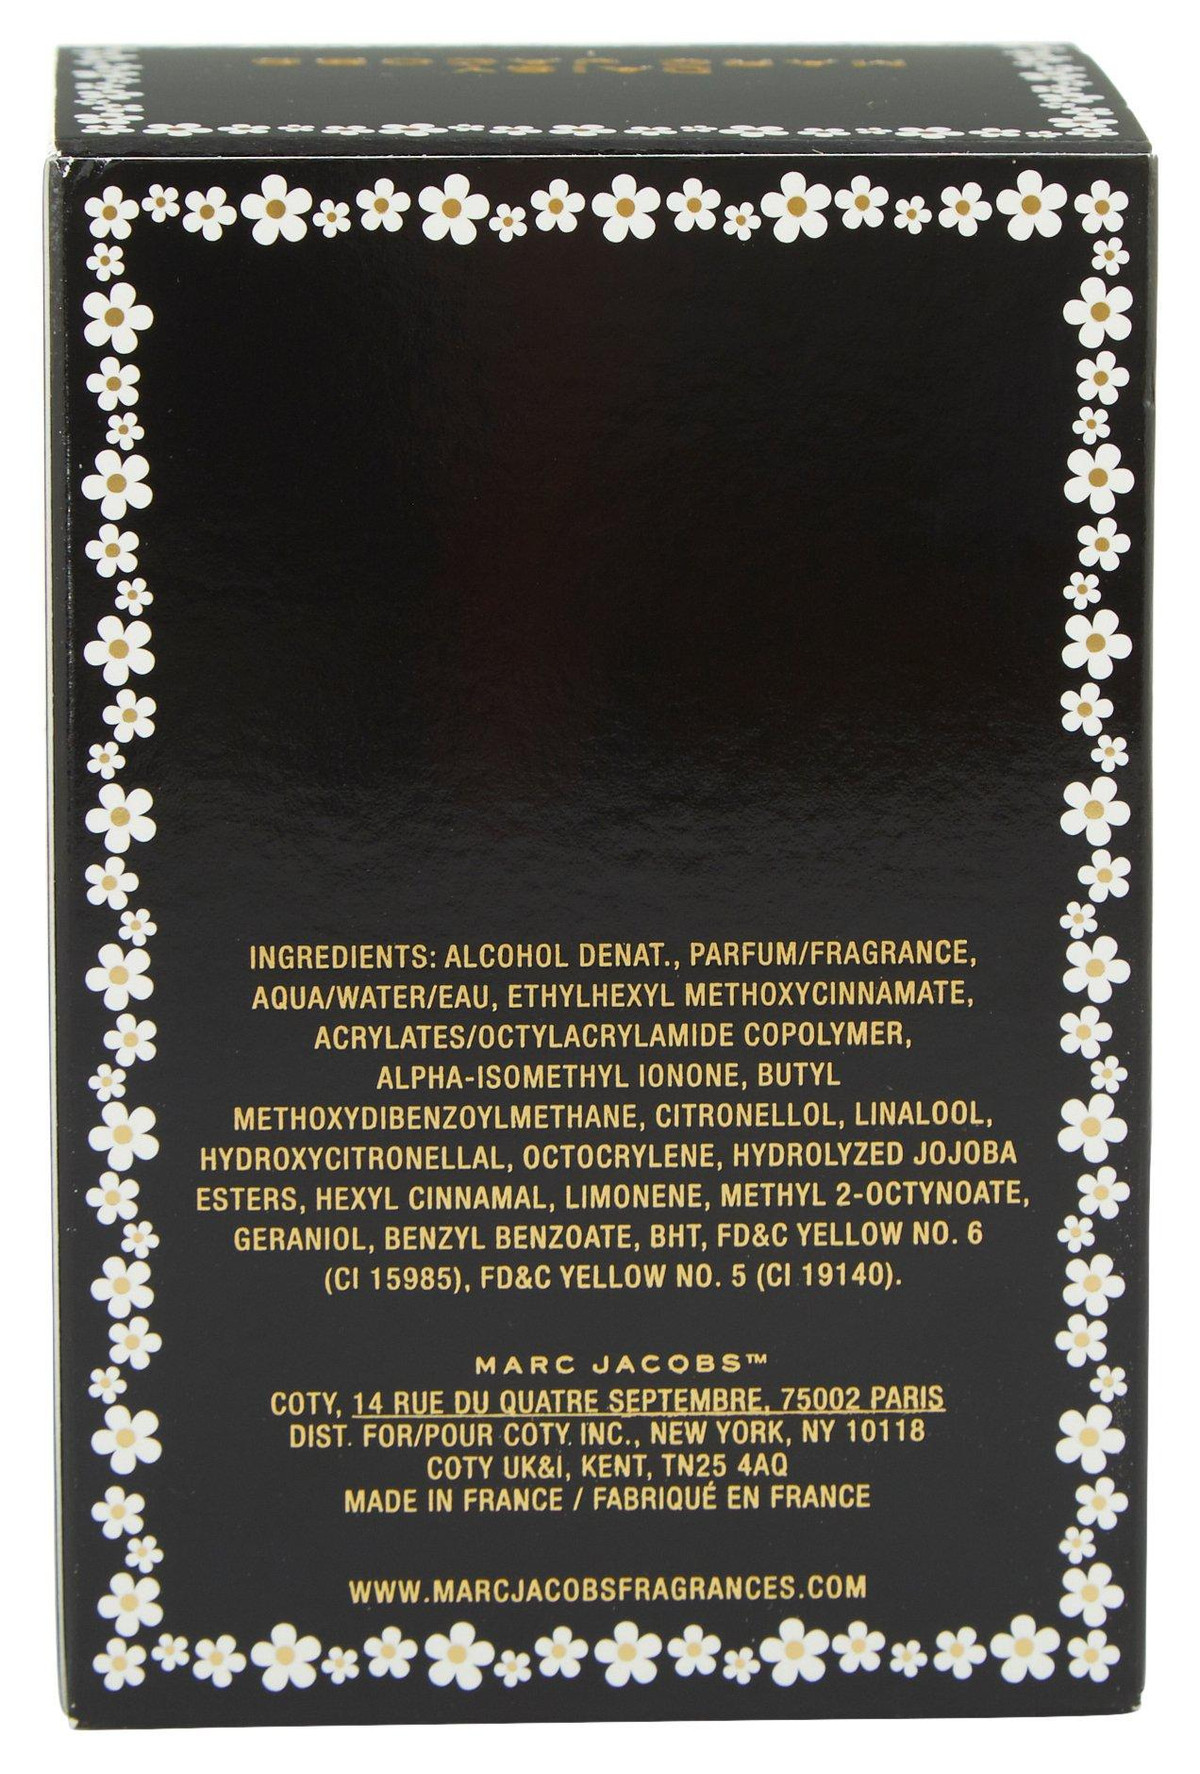 INGREDIENTS: ALCOHOL DENAT., PARFUM/FRAGRANCE,
AQUA/WATER/EAU, ETHYLHEXYL METHOXYCINNAMATE,
ACRYLATES/OCTYLACRYLAMIDE COPOLYMER,
ALPHA-ISOMETHYL IONONE, BUTYL
METHOXYDIBENZOYLMETHANE, CITRONELLOL, LINALOOL,
HYDROXYCITRONELLAL, OCTOCRYLENE, HYDROLYZED JOJOBA
ESTERS, HEXYL CINNAMAL, LIMONENE, METHYL 2-OCTYNOATE,
GERANIOL, BENZYL BENZOATE, BHT, FD&C YELLOW NO. 6
(CI 15985), FD&C YELLOW NO. 5 (CI 19140).
MARC JACOBS™
COTY, 14 RUE DU QUATRE SEPTEMBRE, 75002 PARIS
DIST. FOR/POUR COTY INC., NEW YORK, NY 10118
COTY UK&I, KENT, TN25 4AQ
MADE IN FRANCE / FABRIQUÉ EN FRANCE
WWW.MARCJACOBSFRAGRANCES.COM